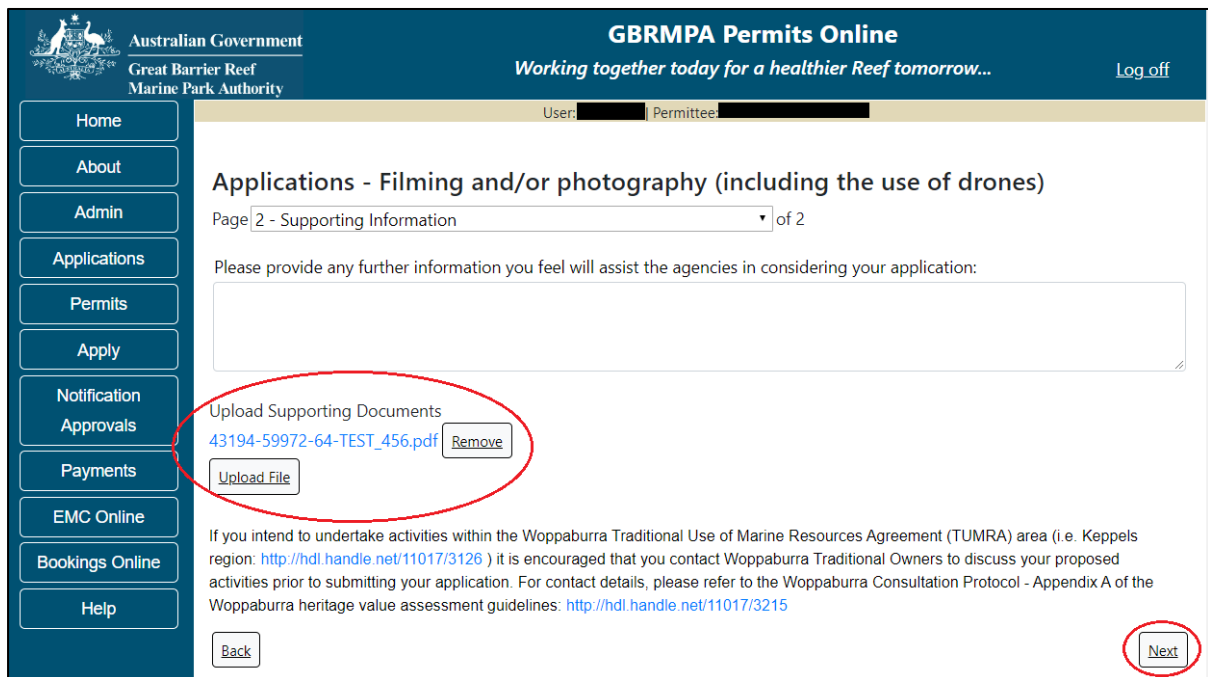 Australian Government
Great Barrier Reef
Marine Park Authority
GBRMPA Permits Online
Working together today for a healthier Reef tomorrow...
Log off
User: | Permittee:
Home
About
Admin
Applications
Permits
Apply
Notification
Approvals
Payments
EMC Online
Bookings Online
Help
Applications - Filming and/or photography (including the use of drones)
Page 2 - Supporting Information of 2
Please provide any further information you feel will assist the agencies in considering your application:
Upload Supporting Documents
43194-59972-64-TEST_456.pdf Remove
Upload File
If you intend to undertake activities within the Woppaburra Traditional Use of Marine Resources Agreement (TUMRA) area (i.e. Keppels
region: http://hdl.handle.net/11017/3126 ) it is encouraged that you contact Woppaburra Traditional Owners to discuss your proposed
activities prior to submitting your application. For contact details, please refer to the Woppaburra Consultation Protocol - Appendix A of the
Woppaburra heritage value assessment guidelines: http://hdl.handle.net/11017/3215
Back
Next